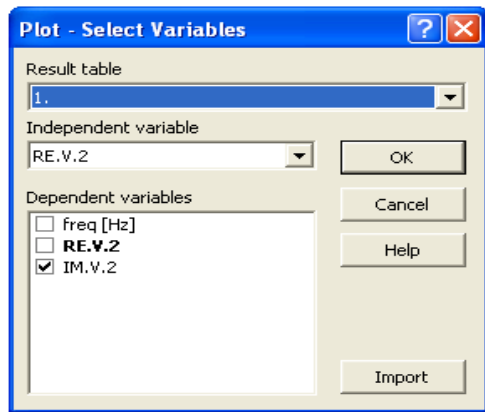 Plot - Select Variables
Result table
1.
Independent variable
RE.V.2
OK
Dependent variables
Cancel
freq [Hz]
RE.V.2
Help
IM.V.2
Import